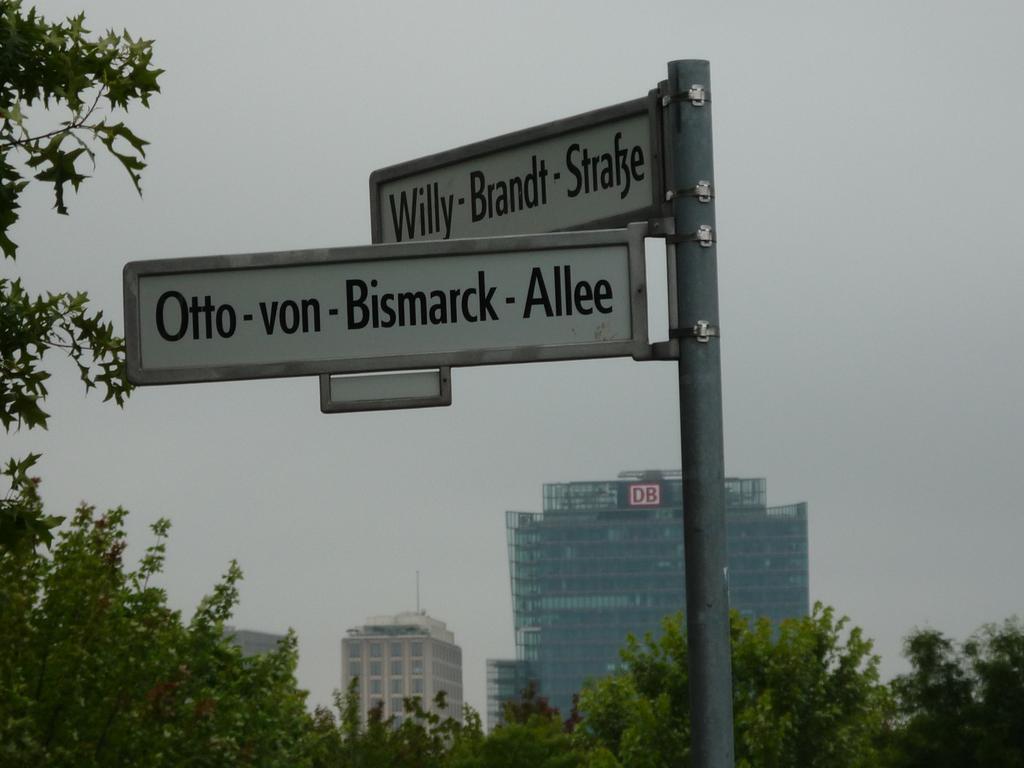 Willy-Brandt-Straße
Otto-von-Bismarck-Allee
DB